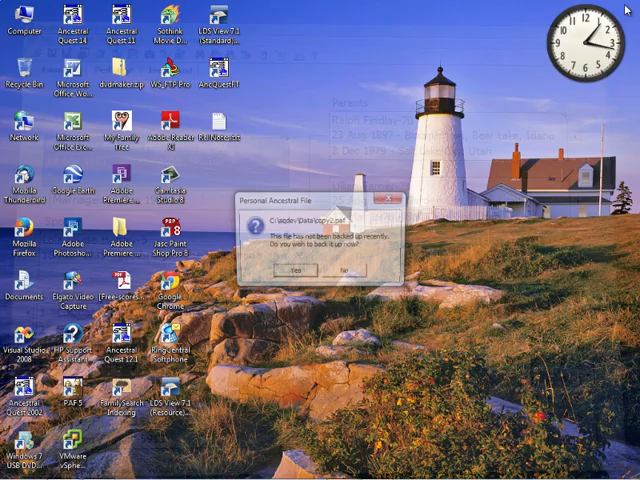 Computer
Ancestral Quest 14
Ancestral Quest 11
Sothink Movie D...
LDS View 7.1 (Standard)...
Recycle Bin
Microsoft Office Wo...
dvdmaker.zip
WS_FTP Pro
AncQuest.T
Network
Microsoft Office Exc...
My Family Tree
Adobe Reader XI
RelNotes.txt
Mozilla Thunderbird
Google Earth
Adobe Premiere...
Camtasia Studio 8
Mozilla Firefox
Adobe Photosho...
Adobe Premiere...
Jasc Paint Shop Pro 8
Documents
Elgato Video Capture
[Free-scores...
Google Chrome
Visual Studio 2008
HP Support Assistan...
Ancestral Quest 12.1
RingCentral Softphone
Ancestral Quest 2002
PAF 5
FamilySearch Indexing
LDS View 7.1 (Resource)...
Windows 7 USB DVD...
VMware vSphe...
Parents
Personal Ancestral File
C:\aqdev\Data\copy2.paf
This file has not been backed up recently.
Do you wish to back it up now?
Yes
No